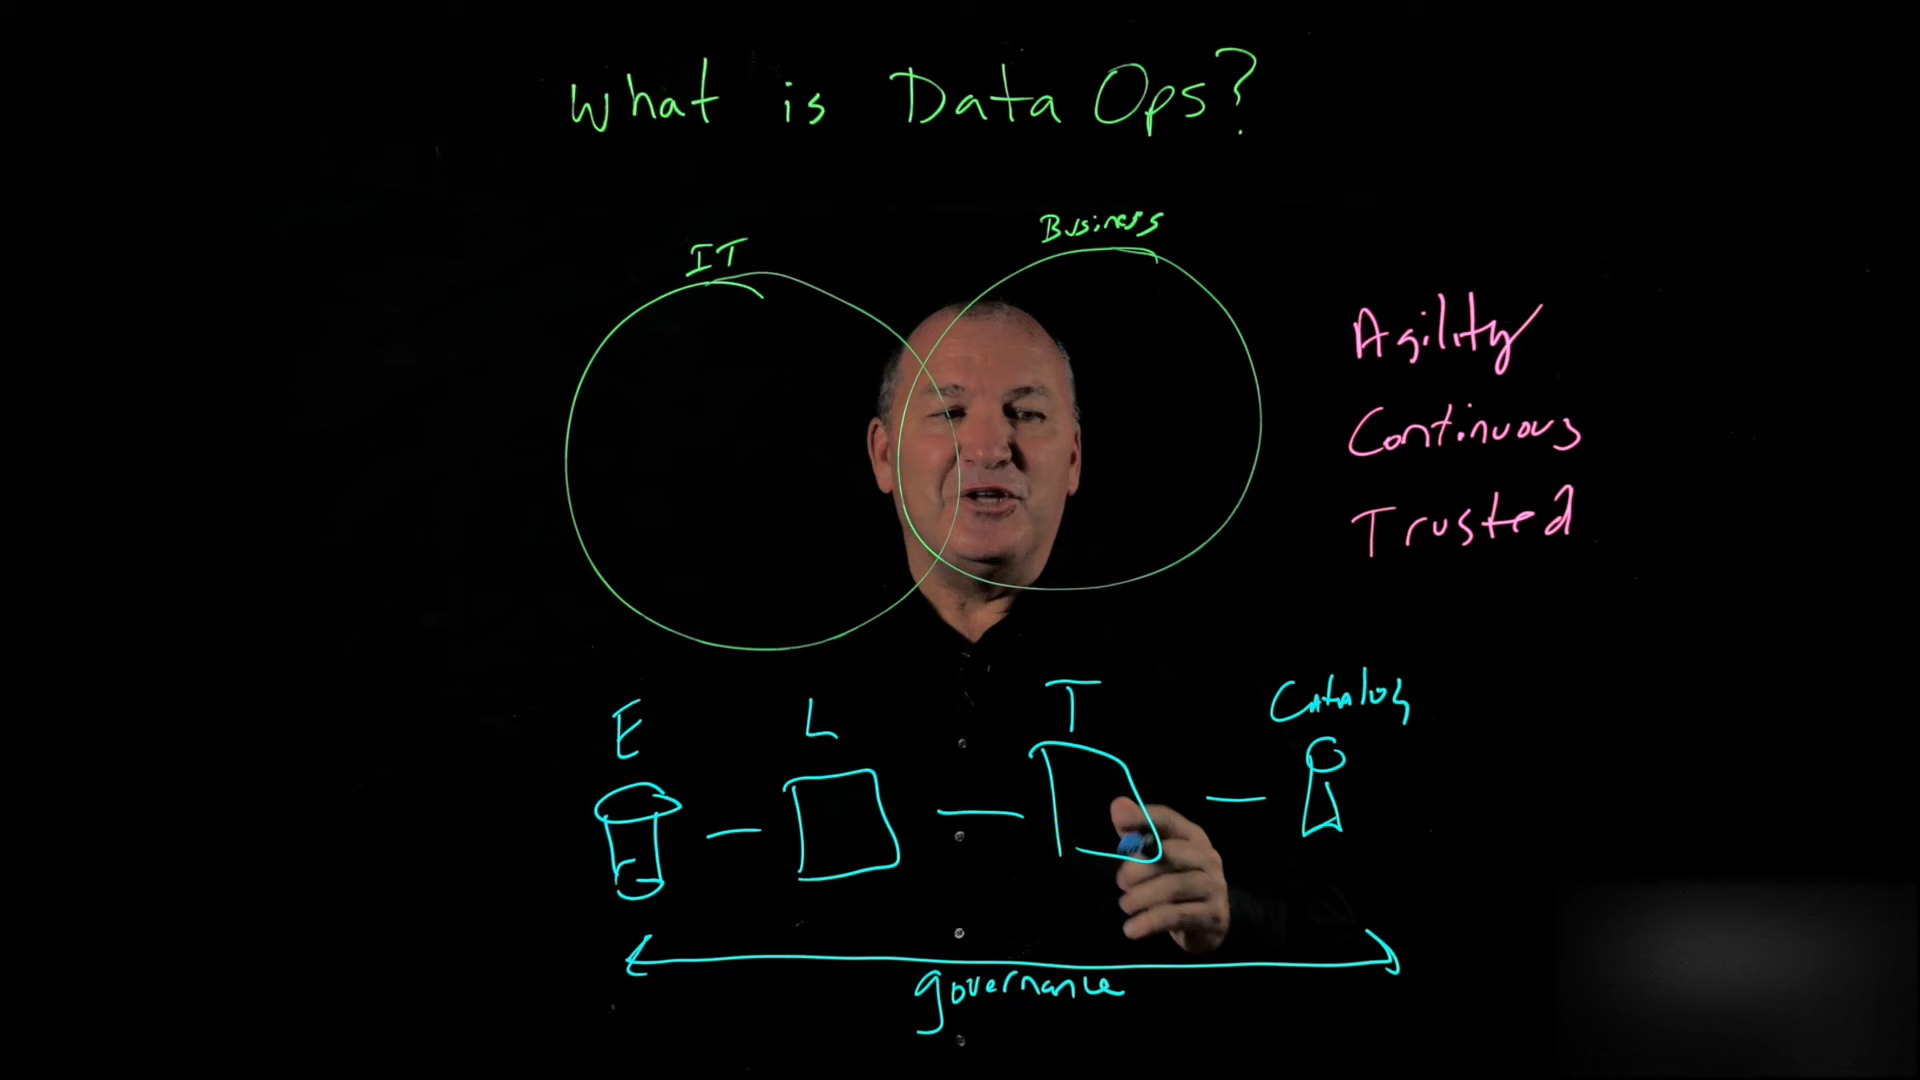 What is Data Ops?
IT
Business
Agility
Continuous
Trusted
E
L
T
Catalog
governance